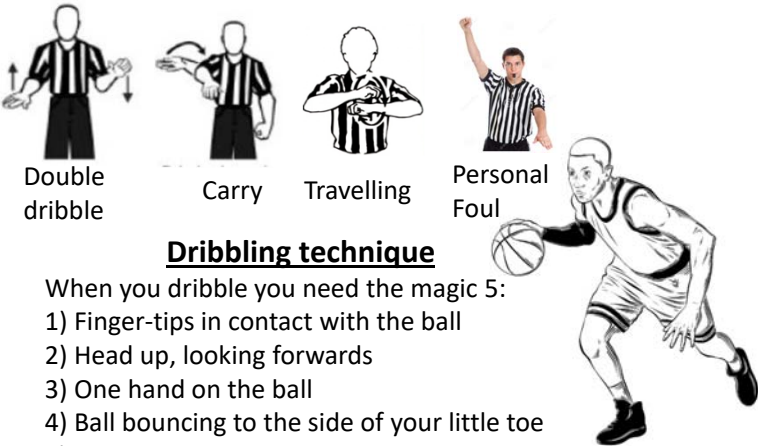 Double
dribble
Carry
Travelling
Personal
Foul
Dribbling technique
When you dribble you need the magic 5:
1) Finger-tips in contact with the ball
2) Head up, looking forwards
3) One hand on the ball
4) Ball bouncing to the side of your little toe